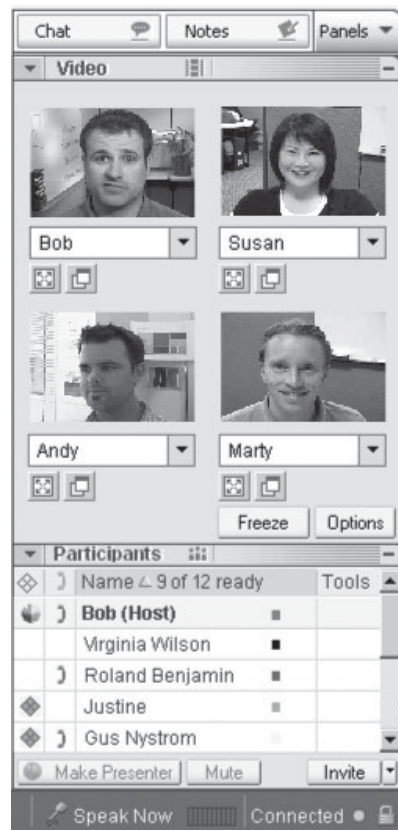 Chat Notes Panels
Video
Bob Susan
Andy Marty
Freeze Options
Participants
Name 9 of 12 ready Tools
Bob (Host)
Virginia Wilson
Roland Benjamin
Justine
Gus Nystrom
Make Presenter Mute Invite
Speak Now Connected